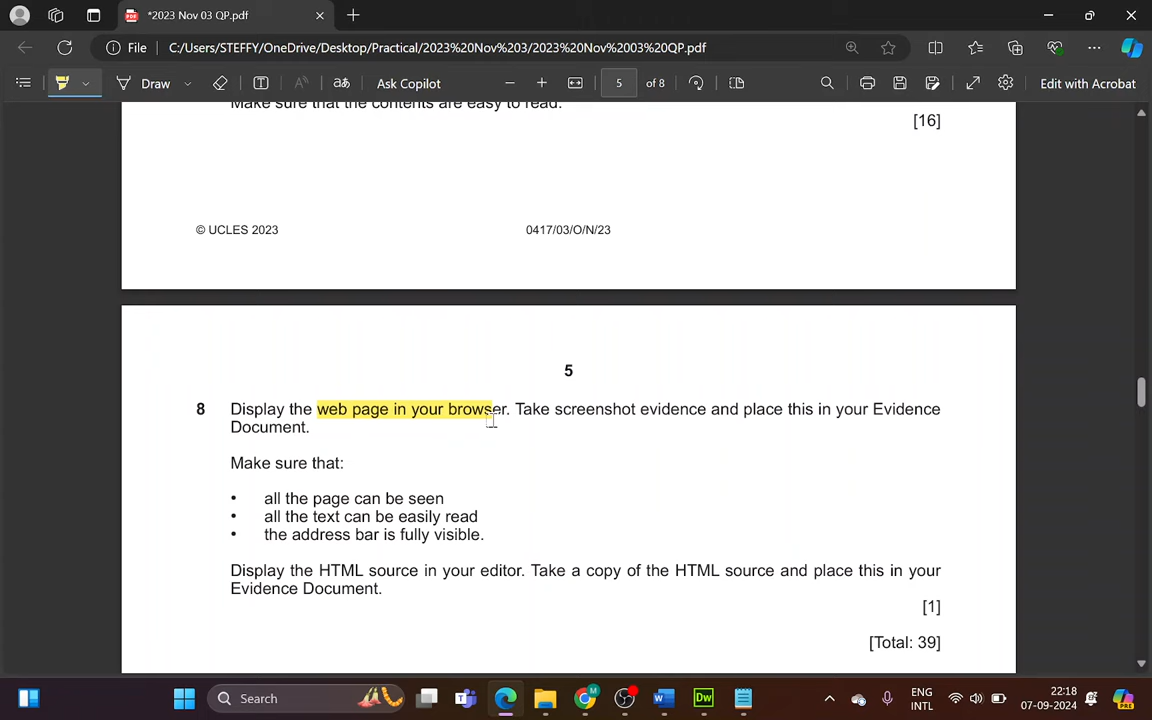 *2023 Nov 03 QP.pdf
File
C:/Users/STEFFY/OneDrive/Desktop/Practical/2023%20Nov%203/2023%20Nov%2003%20QP.pdf
Draw
aあ
Ask Copilot
5
of 8
Edit with Acrobat
Make sure that the contents are easy to read.
[16]
© UCLES 2023
0417/03/O/N/23
5
8 Display the web page in your browser. Take screenshot evidence and place this in your Evidence
Document.
Make sure that:
• all the page can be seen
• all the text can be easily read
• the address bar is fully visible.
Display the HTML source in your editor. Take a copy of the HTML source and place this in your
Evidence Document.
[1]
[Total: 39]
Search
Dw
ENG
INTL
22:18
07-09-2024
PRE